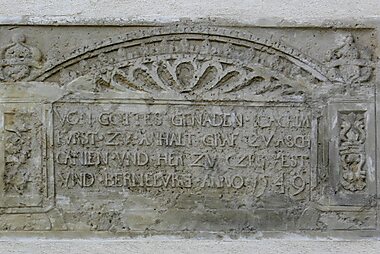 VON GOTTES GENADEN IOACHIM
FVRST ZV ANHALT GRAF ZV ASCH
CANIEN VND HER ZV CZERBEST
VND BERNEBVRG ANNO 1549